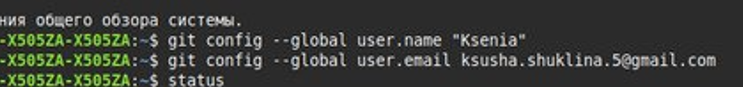 ния общего обзора системы.
-X505ZA-X505ZA:~$ git config --global user.name "Ksenia"
-X505ZA-X505ZA:~$ git config --global user.email ksusha.shuklina.5@gmail.com
-X505ZA-X505ZA:~$ status